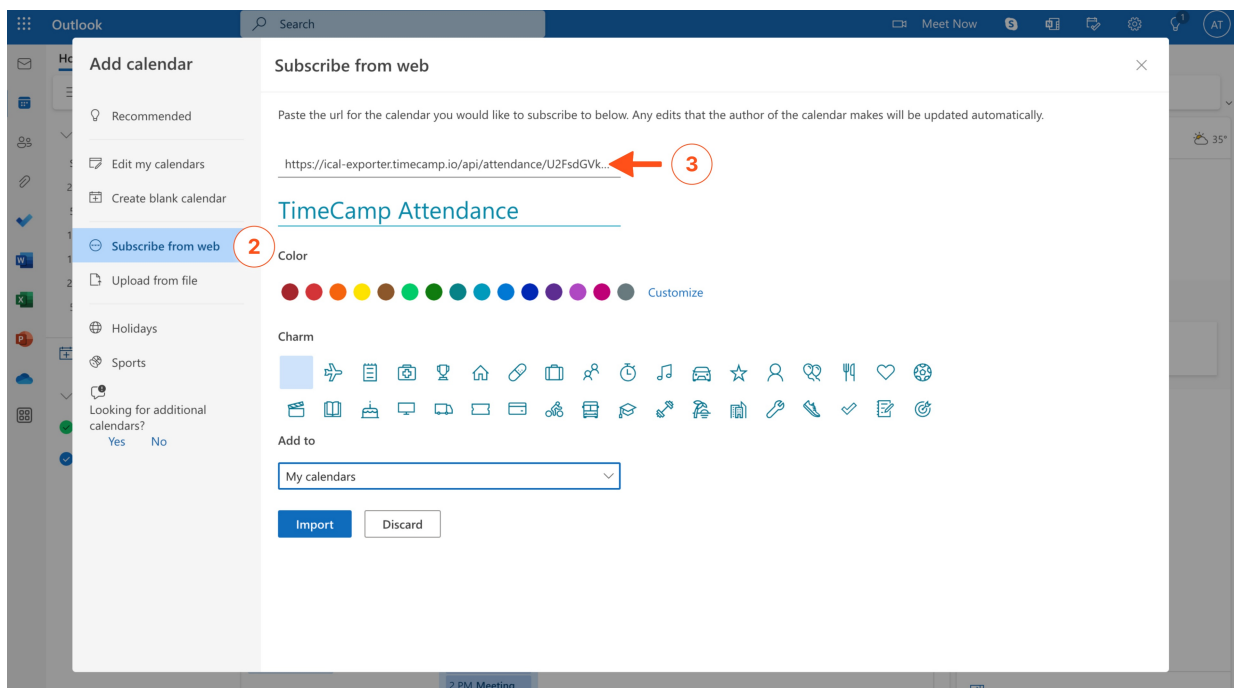 Outlook
Search
Meet Now
1
AT
Add calendar
Subscribe from web
Recommended
Paste the url for the calendar you would like to subscribe to below. Any edits that the author of the calendar makes will be updated automatically.
35°
Edit my calendars
https://ical-exporter.timecamp.io/api/attendance/U2FsdGVk...
3
Create blank calendar
TimeCamp Attendance
Subscribe from web
2
Color
Upload from file
Customize
Holidays
Charm
Sports
Looking for additional
calendars?
Yes No
Add to
My calendars
Import
Discard
2 PM Meeting